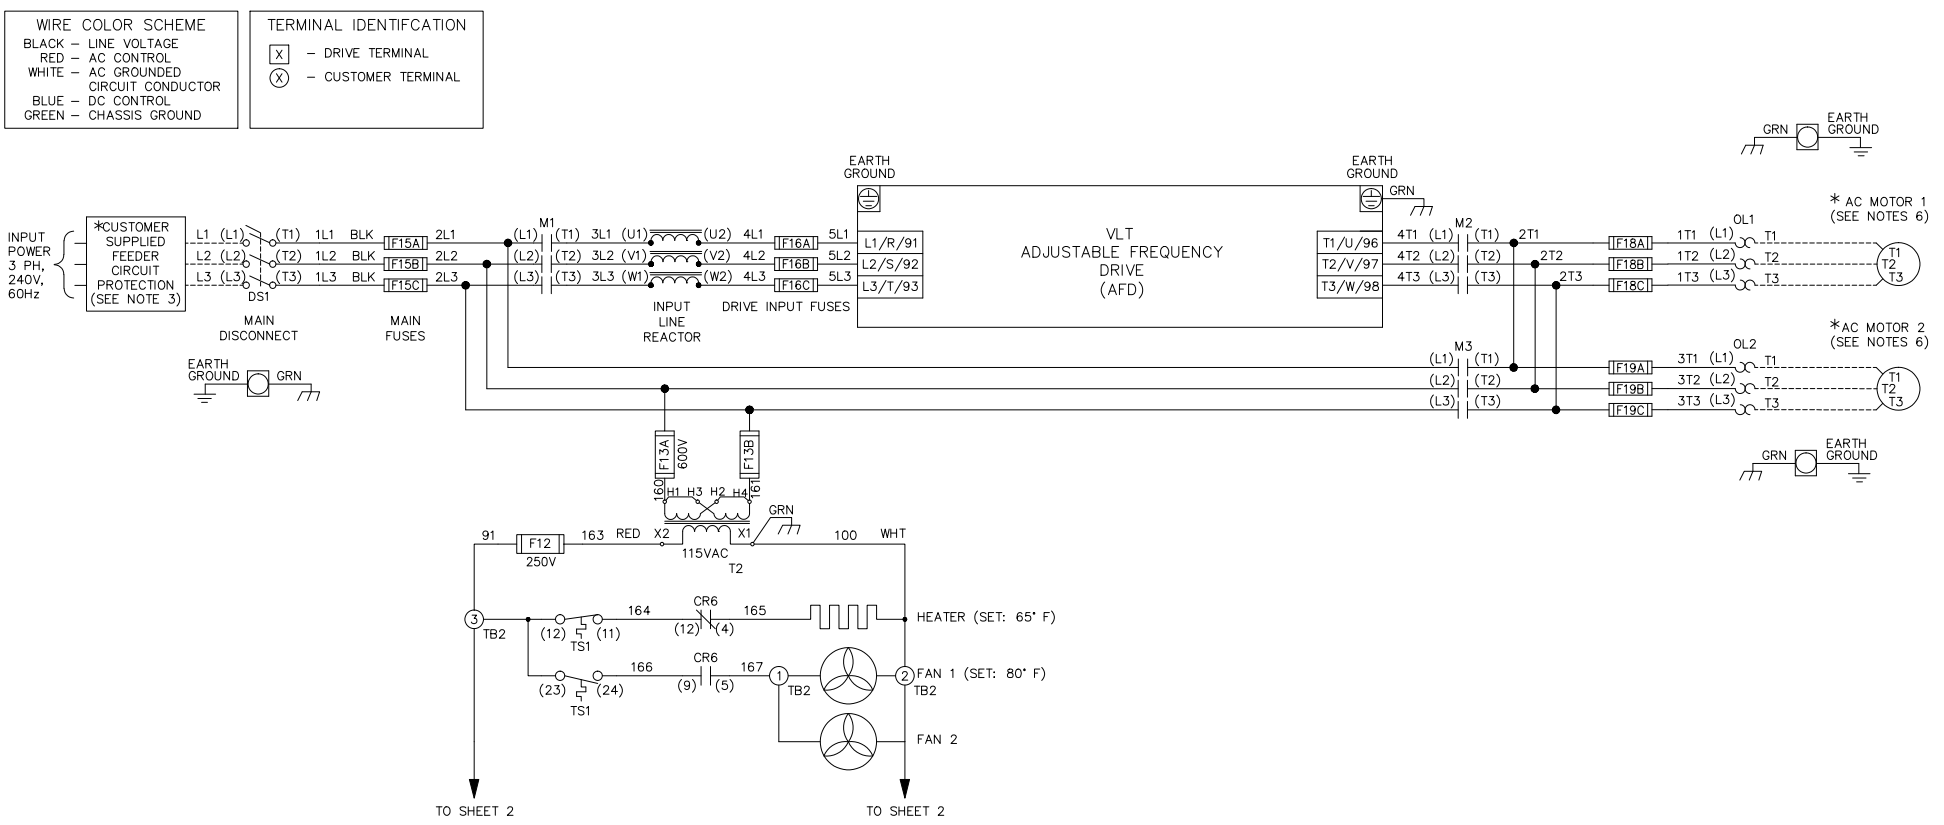 WIRE COLOR SCHEME
BLACK – LINE VOLTAGE
RED – AC CONTROL
WHITE – AC GROUNDED
CIRCUIT CONDUCTOR
BLUE – DC CONTROL
GREEN – CHASSIS GROUND
TERMINAL IDENTIFCATION
X – DRIVE TERMINAL
X – CUSTOMER TERMINAL
INPUT
POWER
3 PH,
240V,
60Hz
*CUSTOMER
SUPPLIED
FEEDER
CIRCUIT
PROTECTION
(SEE NOTE 3)
L1 (L1) (T1) 1L1 BLK F15A 2L1
L2 (L2) 1L2 BLK F15B 2L2
L3 (L3) (T3) 1L3 BLK F15C 2L3
DS1
MAIN
DISCONNECT
MAIN
FUSES
EARTH
GROUND
GRN
M1
(L1) (T1) 3L1 (U1) (U2) 4L1 F16A 5L1
(L2) (T2) 3L2 (V1) (V2) 4L2 F16B 5L2
(L3) (T3) 3L3 (W1) (W2) 4L3 F16C 5L3
INPUT
LINE
REACTOR
DRIVE INPUT FUSES
EARTH
GROUND
L1/R/91
L2/S/92
L3/T/93
VLT
ADJUSTABLE FREQUENCY
DRIVE
(AFD)
EARTH
GROUND
GRN
T1/U/96
T2/V/97
T3/W/98
M2
4T1 (L1) (T1) 2T1 F18A 1T1 (L1) T1
4T2 (L2) (T2) 2T2 F18B 1T2 (L2) T2
4T3 (L3) (T3) 2T3 F18C 1T3 (L3) T3
OL1
GRN
EARTH
GROUND
* AC MOTOR 1
(SEE NOTES 6)
T1
T2
T3
M3
(L1) (T1) F19A 3T1 (L1) T1
(L2) (T2) F19B 3T2 (L2) T2
(L3) (T3) F19C 3T3 (L3) T3
OL2
*AC MOTOR 2
(SEE NOTES 6)
T1
T2
T3
GRN
EARTH
GROUND
F13A
600V
F13B
160
161
H1 H3 H2 H4
GRN
91 F12 163 RED X2 X1 100 WHT
250V
115VAC
T2
3
TB2
(12) (11)
TS1
164
CR6
(12) (4)
165
HEATER (SET: 65° F)
(23) (24)
TS1
166
CR6
(9) (5)
167
1
TB2
2
TB2
FAN 1 (SET: 80° F)
FAN 2
TO SHEET 2
TO SHEET 2